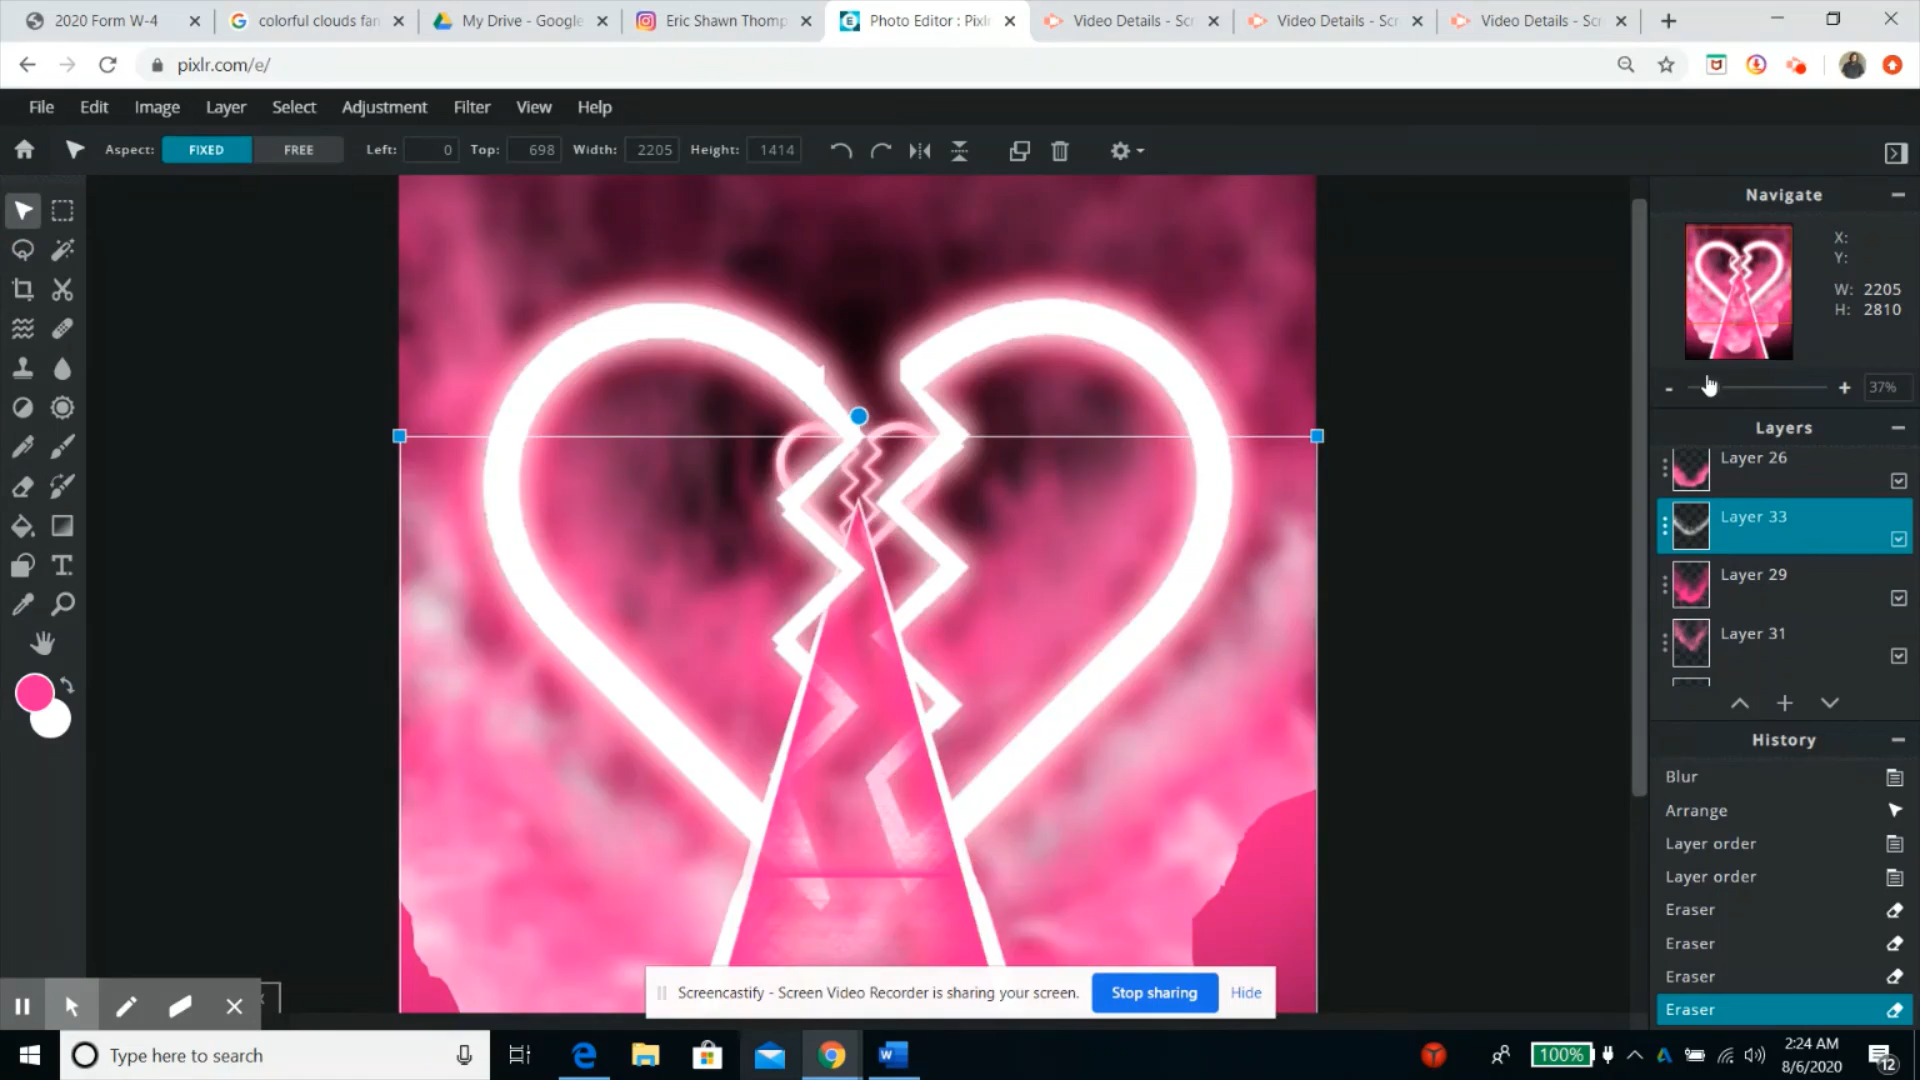 2020 Form W-4
colorful clouds fan
My Drive - Google
Eric Shawn Thomp
Photo Editor : Pixlr
Video Details - Scr
Video Details - Scr
Video Details - Scr
pixlr.com/e/
File Edit Image Layer Select Adjustment Filter View Help
Aspect: FIXED FREE Left: 0 Top: 698 Width: 2205 Height: 1414
Navigate
X:
Y:
W: 2205
H: 2810
- + 37%
Layers
Layer 26
Layer 33
Layer 29
Layer 31
History
Blur
Arrange
Layer order
Layer order
Eraser
Eraser
Eraser
Eraser
Screencastify - Screen Video Recorder is sharing your screen. Stop sharing Hide
Type here to search
100%
2:24 AM
8/6/2020
12